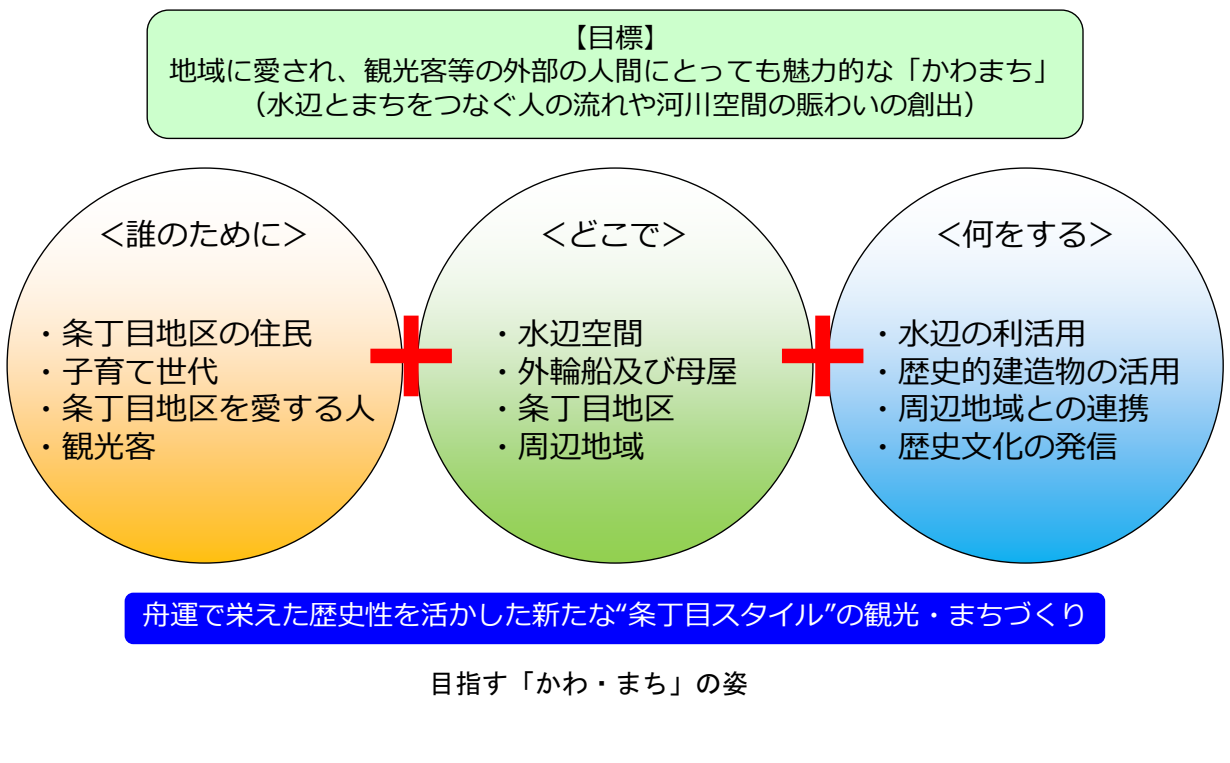 【目標】
地域に愛され、観光客等の外部の人間にとっても魅力的な「かわまち」
（水辺とまちをつなぐ人の流れや河川空間の賑わいの創出）
＜誰のために＞
・条丁目地区の住民
・子育て世代
・条丁目地区を愛する人
・観光客
＜どこで＞
・水辺空間
・外輪船及び母屋
・条丁目地区
・周辺地域
＜何をする＞
・水辺の利活用
・歴史的建造物の活用
・周辺地域との連携
・歴史文化の発信
舟運で栄えた歴史性を活かした新たな“条丁目スタイル”の観光・まちづくり
目指す「かわ・まち」の姿